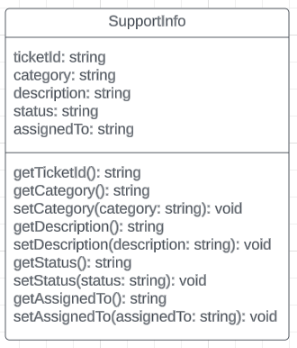 SupportInfo
ticketId: string
category: string
description: string
status: string
assignedTo: string
getTicketId(): string
getCategory(): string
setCategory(category: string): void
getDescription(): string
setDescription(description: string): void
getStatus(): string
setStatus(status: string): void
getAssignedTo(): string
setAssignedTo(assignedTo: string): void